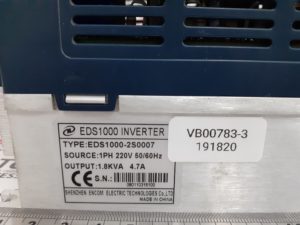 EDS1000 INVERTER
TYPE:EDS1000-2S0007
SOURCE:1PH 220V 50/60Hz
OUTPUT:1.8KVA 4.7A
CE S.N.:
SHENZHEN ENCOM ELECTRIC TECHNOLOGIES CO.,LTD
MADE IN CHINA
VB00783-3
191820